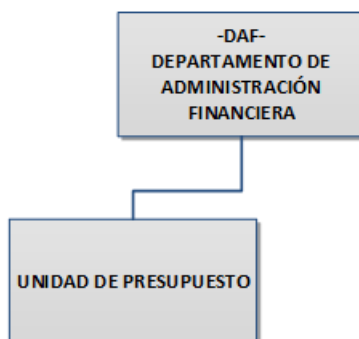 -DAF-
DEPARTAMENTO DE
ADMINISTRACIÓN
FINANCIERA
UNIDAD DE PRESUPUESTO